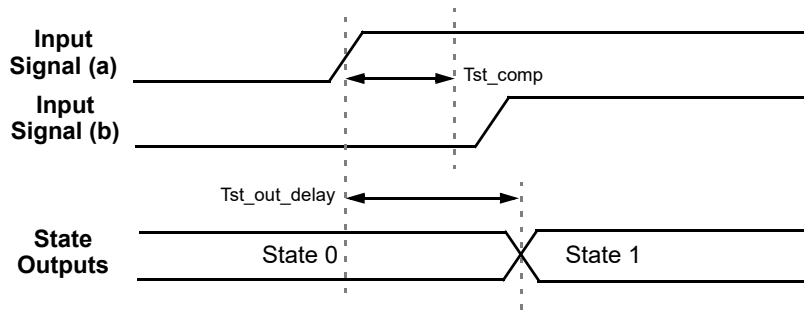 Input
Signal (a)
Tst_comp
Input
Signal (b)
Tst_out_delay
State
Outputs
State 0
State 1